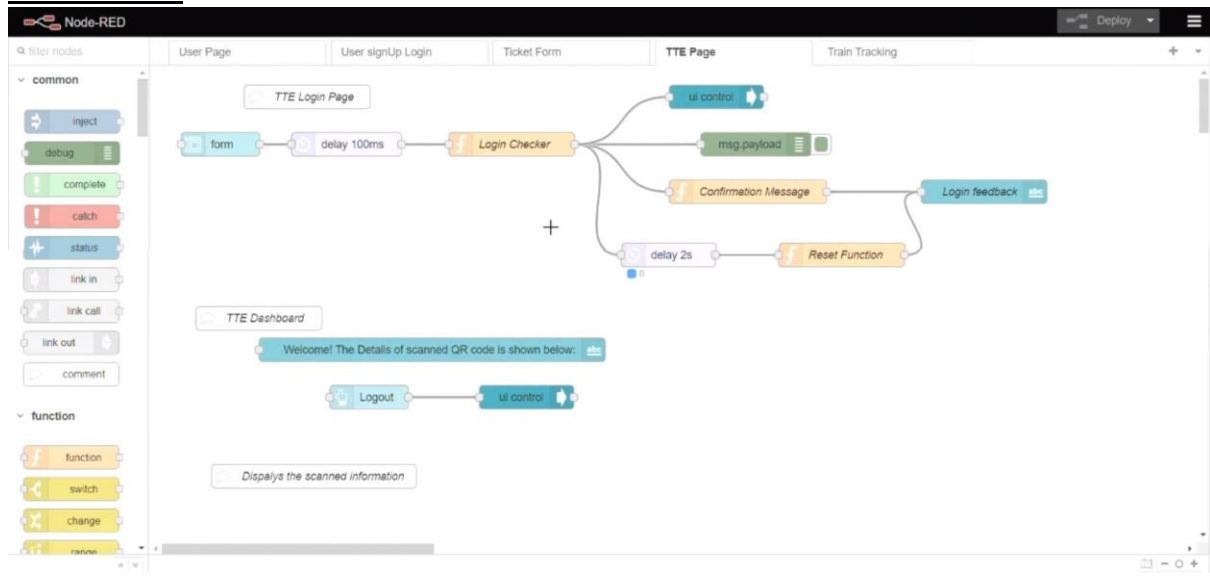 Node-RED
Deploy
filter nodes
User Page
User signUp Login
Ticket Form
TTE Page
Train Tracking
common
inject
debug
complete
catch
status
link in
link call
link out
comment
function
function
switch
change
range
TTE Login Page
form
delay 100ms
Login Checker
ui control
msg.payload
Confirmation Message
Login feedback
abc
delay 2s
0
Reset Function
TTE Dashboard
Welcome! The Details of scanned QR code is shown below:
abc
Logout
ui control
Dispalys the scanned information